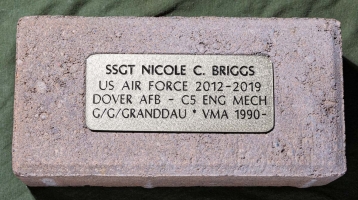 SSGT NICOLE C. BRIGGS
US AIR FORCE 2012-2019
DOVER AFB - C5 ENG MECH
G/G/GRANDDAU * VMA 1990-